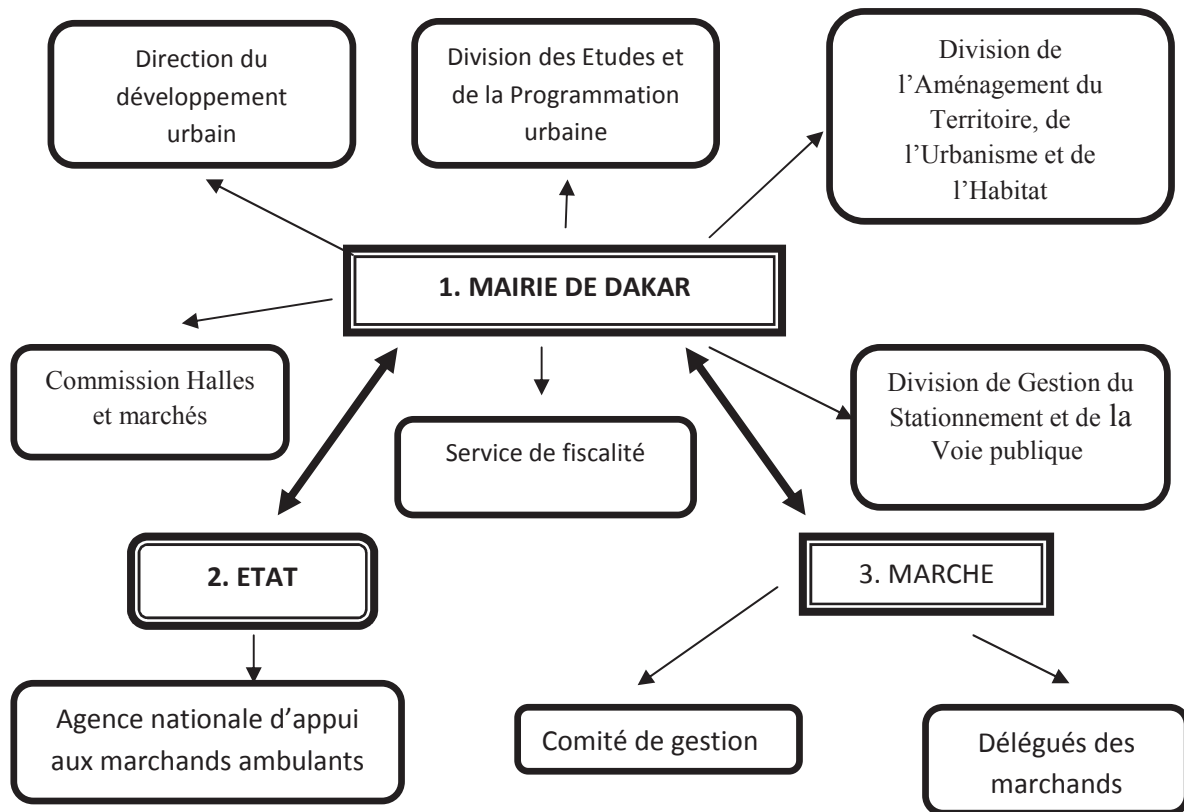 Direction du
développement
urbain
Division des Etudes et
de la Programmation
urbaine
Division de
l’Aménagement du
Territoire, de
l’Urbanisme et de
l’Habitat
1. MAIRIE DE DAKAR
Commission Halles
et marchés
Service de fiscalité
Division de Gestion du
Stationnement et de la
Voie publique
2. ETAT
3. MARCHE
Agence nationale d’appui
aux marchands ambulants
Comité de gestion
Délégués des
marchands